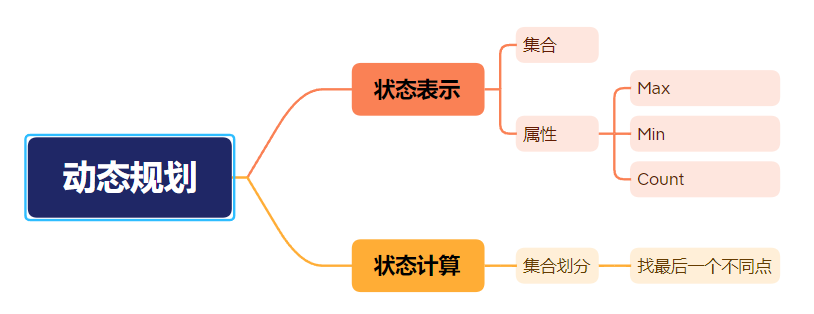 动态规划
状态表示
集合
属性
Max
Min
Count
状态计算
集合划分
找最后一个不同点